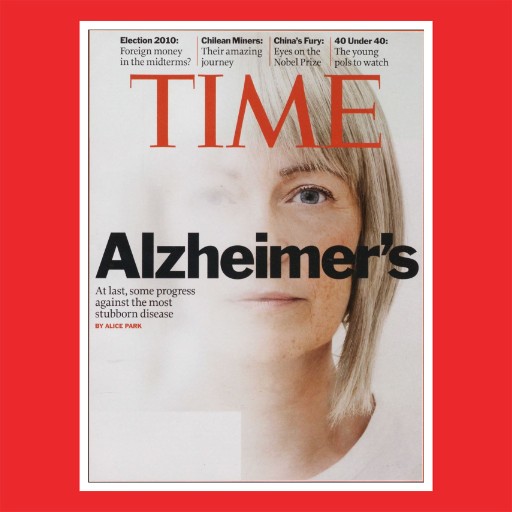 Election 2010:
Foreign money
in the midterms?
Chilean Miners:
Their amazing
journey
China's Fury:
Eyes on the
Nobel Prize
40 Under 40:
The young
pols to watch
TIME
Alzheimer's
At last, some progress
against the most
stubborn disease
BY ALICE PARK